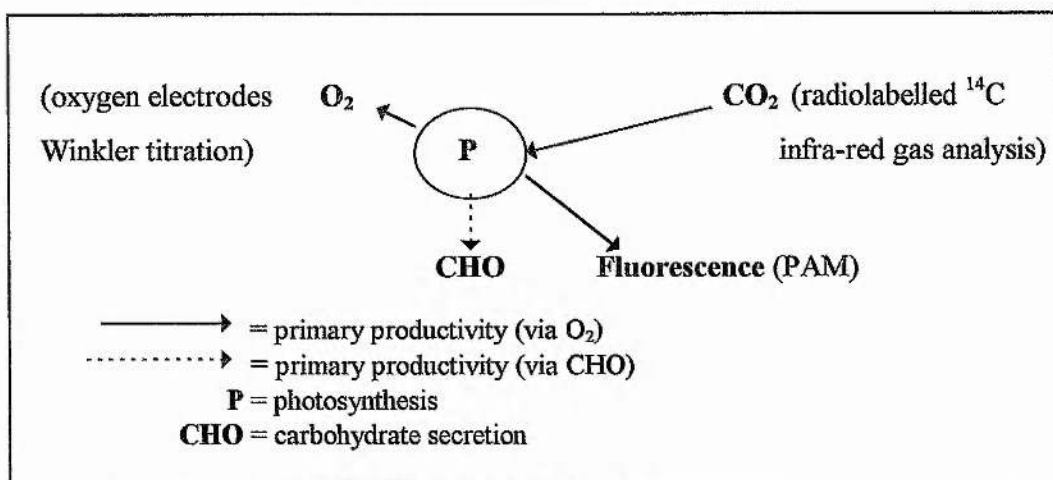 (oxygen electrodes O₂ CO₂ (radiolabelled ¹⁴C
Winkler titration) P infra-red gas analysis)
CHO Fluorescence (PAM)
= primary productivity (via O₂)
= primary productivity (via CHO)
P = photosynthesis
CHO = carbohydrate secretion